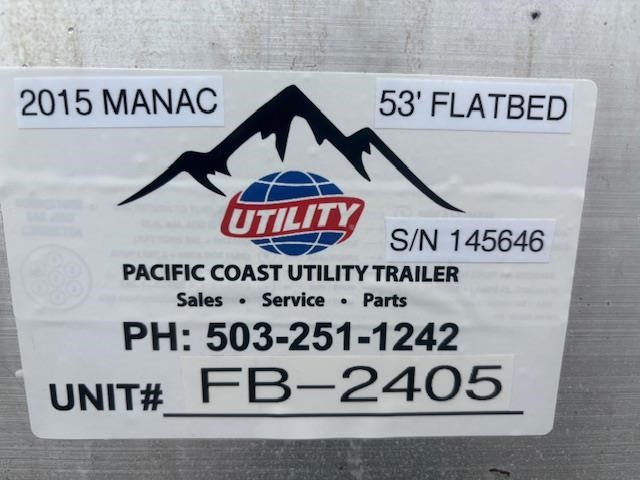 2015 MANAC
53' FLATBED
UTILITY
S/N 145646
PACIFIC COAST UTILITY TRAILER
Sales • Service • Parts
PH: 503-251-1242
UNIT# FB-2405